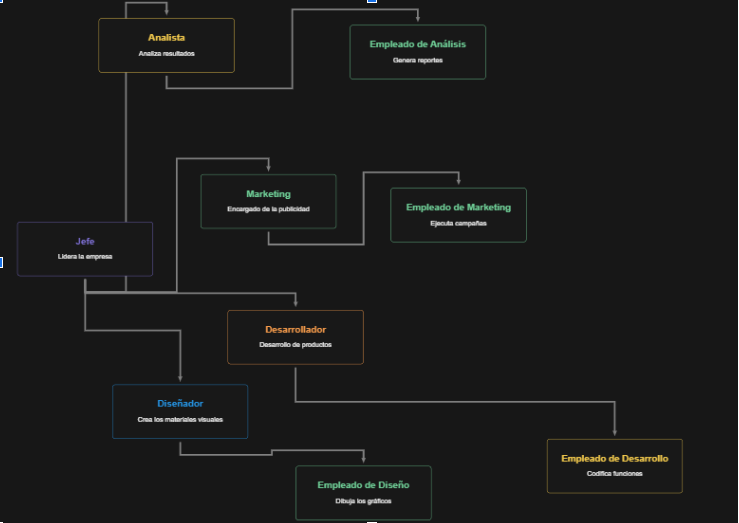 Analista
Analiza resultados
Empleado de Análisis
Genera reportes
Marketing
Encargado de la publicidad
Empleado de Marketing
Ejecuta campañas
Jefe
Lidera la empresa
Desarrollador
Desarrollo de productos
Diseñador
Crea los materiales visuales
Empleado de Desarrollo
Codifica funciones
Empleado de Diseño
Dibuja los gráficos